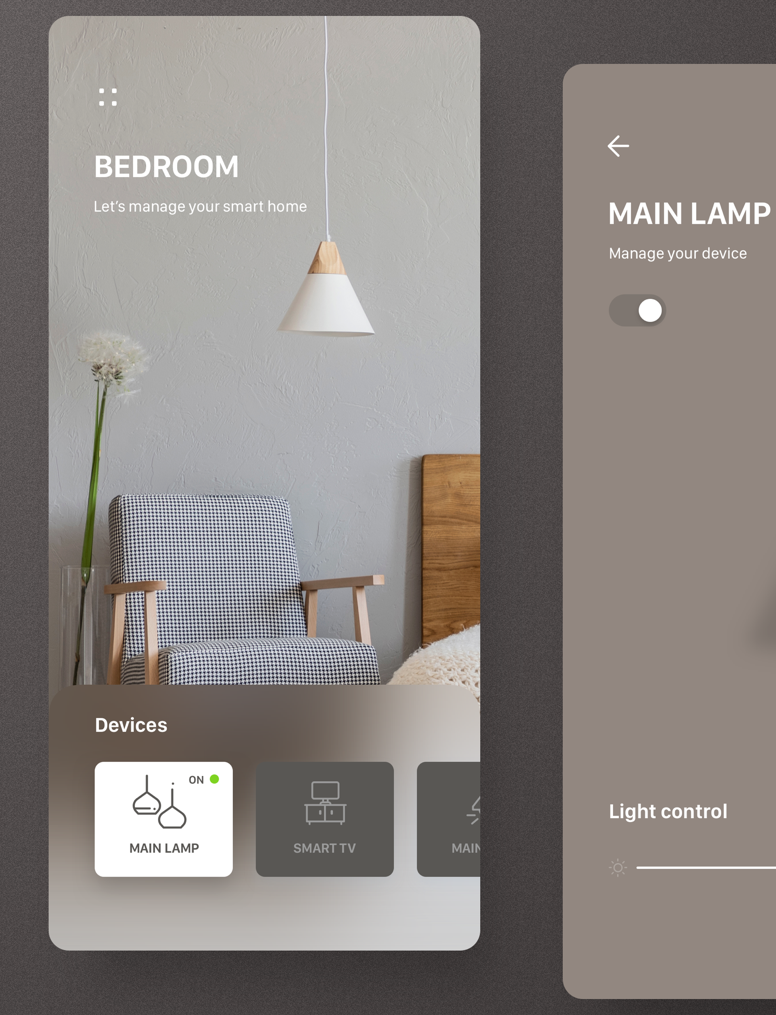 BEDROOM
Let's manage your smart home
Devices
ON
MAIN LAMP
SMART TV
MAIN
MAIN LAMP
Manage your device
Light control